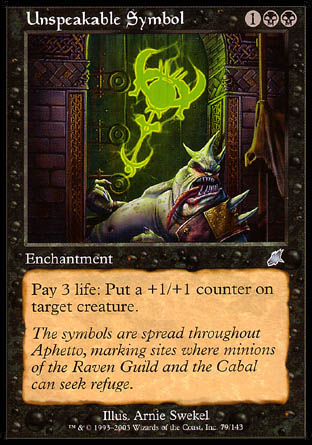 Unspeakable Symbol 1
Enchantment
Pay 3 life: Put a +1/+1 counter on
target creature.
The symbols are spread throughout
Aphetto, marking sites where minions
of the Raven Guild and the Cabal
can seek refuge.
Illus. Arnie Swekel
™ & © 1993-2003 Wizards of the Coast, Inc. 79/143